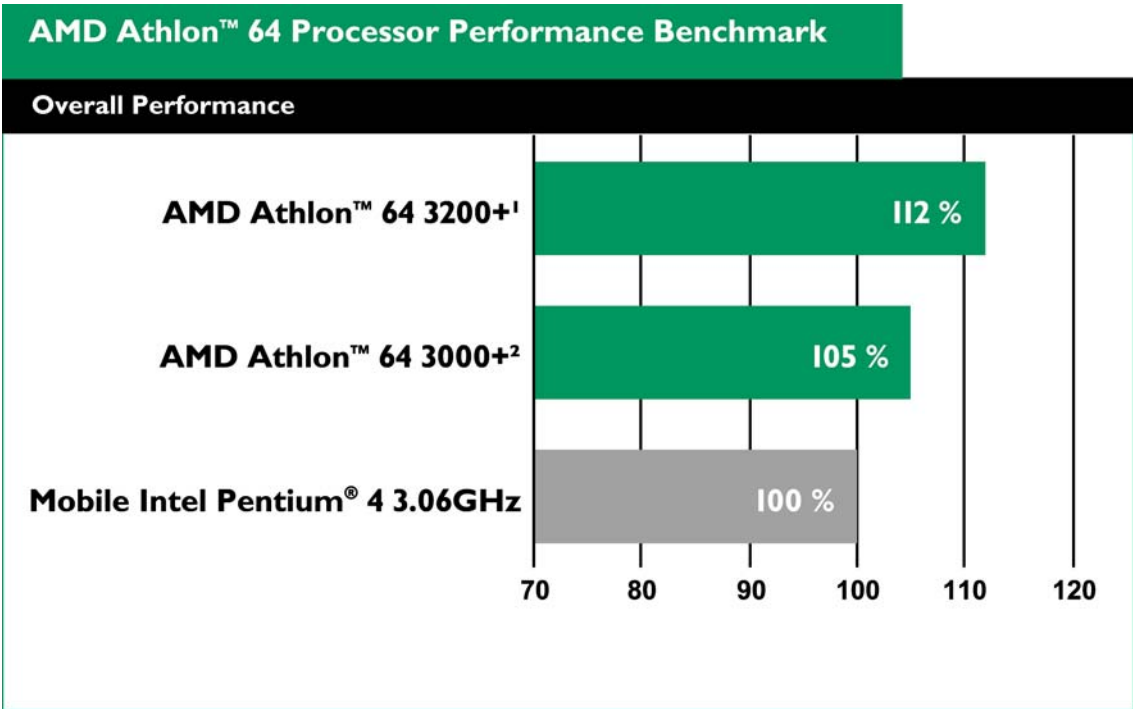 AMD Athlon™ 64 Processor Performance Benchmark
Overall Performance
AMD Athlon™ 64 3200+¹
112 %
AMD Athlon™ 64 3000+²
105 %
Mobile Intel Pentium® 4 3.06GHz
100 %
70 80 90 100 110 120